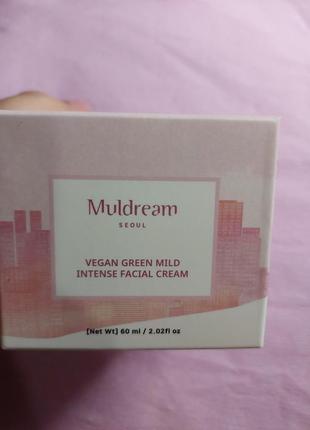 Muldream
SEOUL
VEGAN GREEN MILD
INTENSE FACIAL CREAM
[Net Wt] 60 ml / 2.02fl oz